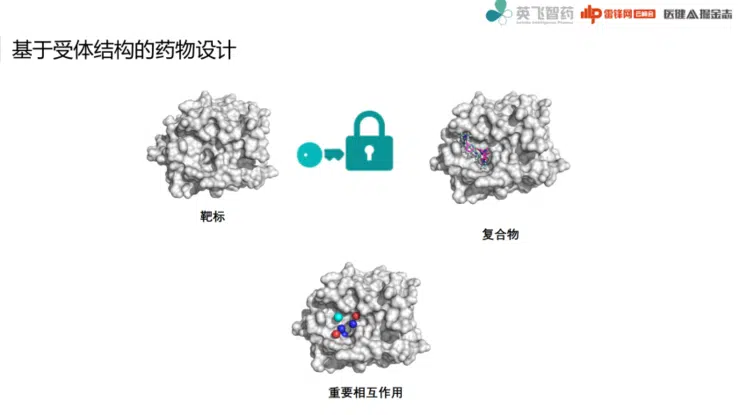 英飞智药
雷锋网
医健AI掘金志
基于受体结构的药物设计
靶标
复合物
重要相互作用